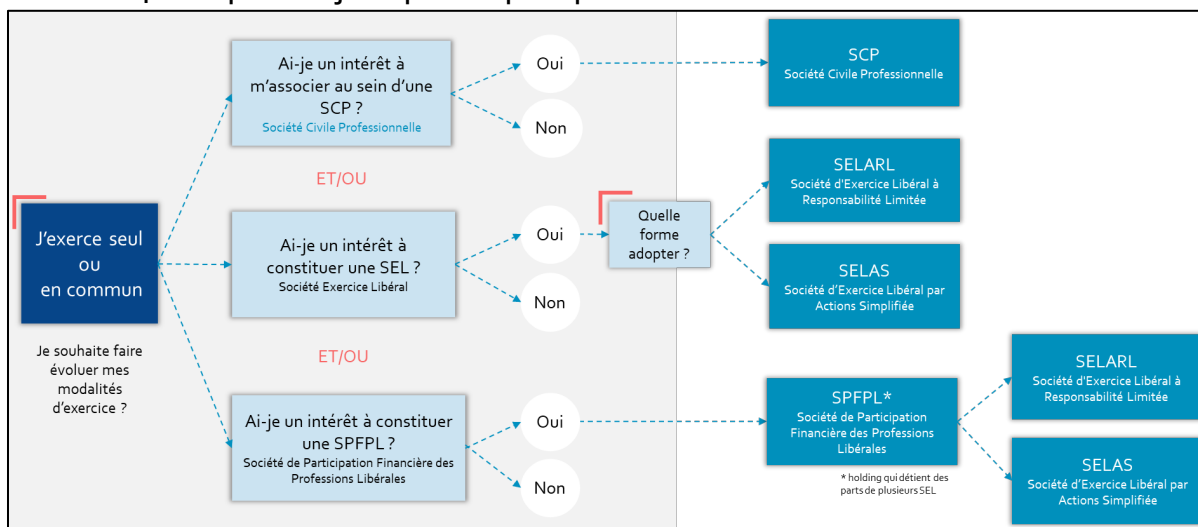 J'exerce seul
ou
en commun
Je souhaite faire
évoluer mes
modalités
d'exercice ?
Ai-je un intérêt à
m'associer au sein d'une
SCP ?
Société Civile Professionnelle
Oui
Non
SCP
Société Civile Professionnelle
ET/OU
Ai-je un intérêt à
constituer une SEL ?
Société Exercice Libéral
Oui
Non
Quelle
forme
adopter ?
SELARL
Société d'Exercice Libéral à
Responsabilité Limitée
SELAS
Société d'Exercice Libéral par
Actions Simplifiée
ET/OU
Ai-je un intérêt à constituer
une SPFPL ?
Société de Participation Financière des
Professions Libérales
Oui
Non
SPFPL*
Société de Participation
Financière des Professions
Libérales
* holding qui détient des
parts de plusieurs SEL
SELARL
Société d'Exercice Libéral à
Responsabilité Limitée
SELAS
Société d'Exercice Libéral par
Actions Simplifiée